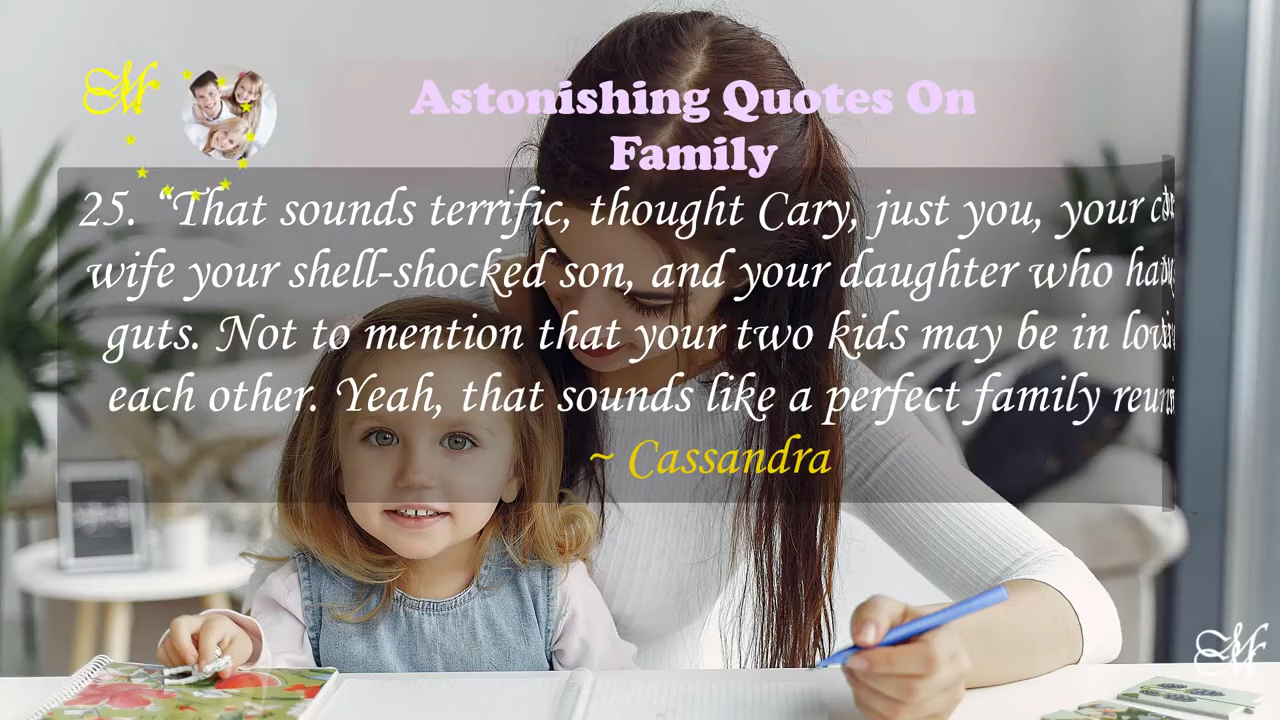 Astonishing Quotes On
Family
25. “That sounds terrific, thought Cary, just you, your
wife your shell-shocked son, and your daughter who
guts. Not to mention that your two kids may be in
each other. Yeah, that sounds like a perfect family
~ Cassandra